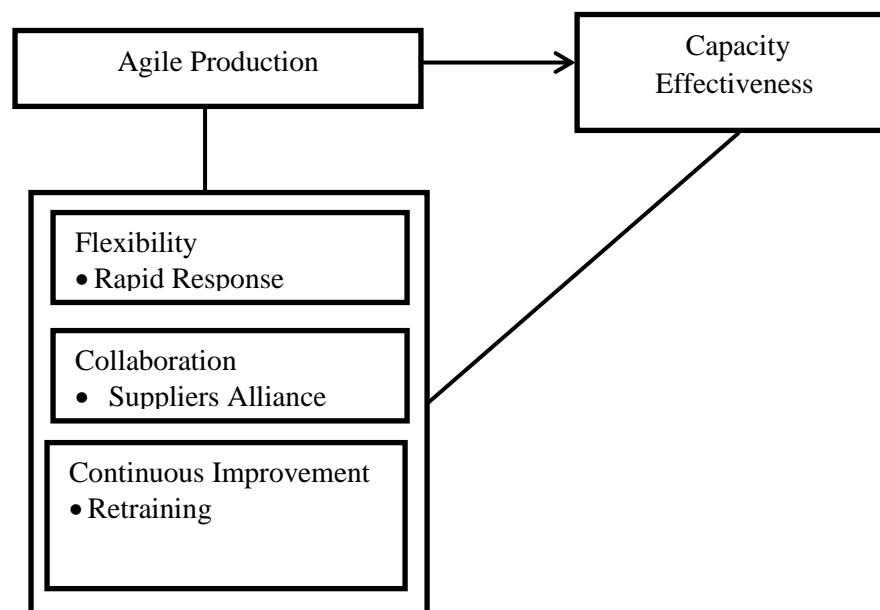 Agile Production
Capacity
Effectiveness
Flexibility
• Rapid Response
Collaboration
• Suppliers Alliance
Continuous Improvement
• Retraining